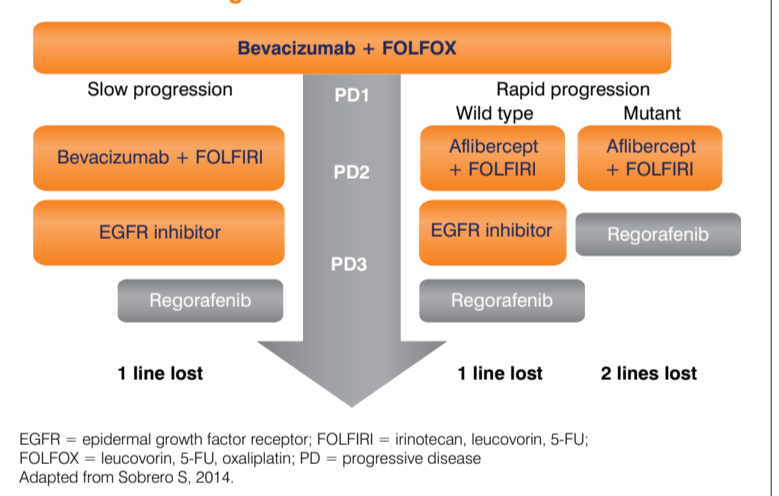 Bevacizumab + FOLFOX
Slow progression
PD1
Rapid progression
Wild type
Mutant
Bevacizumab + FOLFIRI
PD2
Aflibercept
+ FOLFIRI
Aflibercept
+ FOLFIRI
EGFR inhibitor
EGFR inhibitor
Regorafenib
PD3
Regorafenib
Regorafenib
1 line lost
1 line lost
2 lines lost
EGFR = epidermal growth factor receptor; FOLFIRI = irinotecan, leucovorin, 5-FU;
FOLFOX = leucovorin, 5-FU, oxaliplatin; PD = progressive disease
Adapted from Sobrero S, 2014.